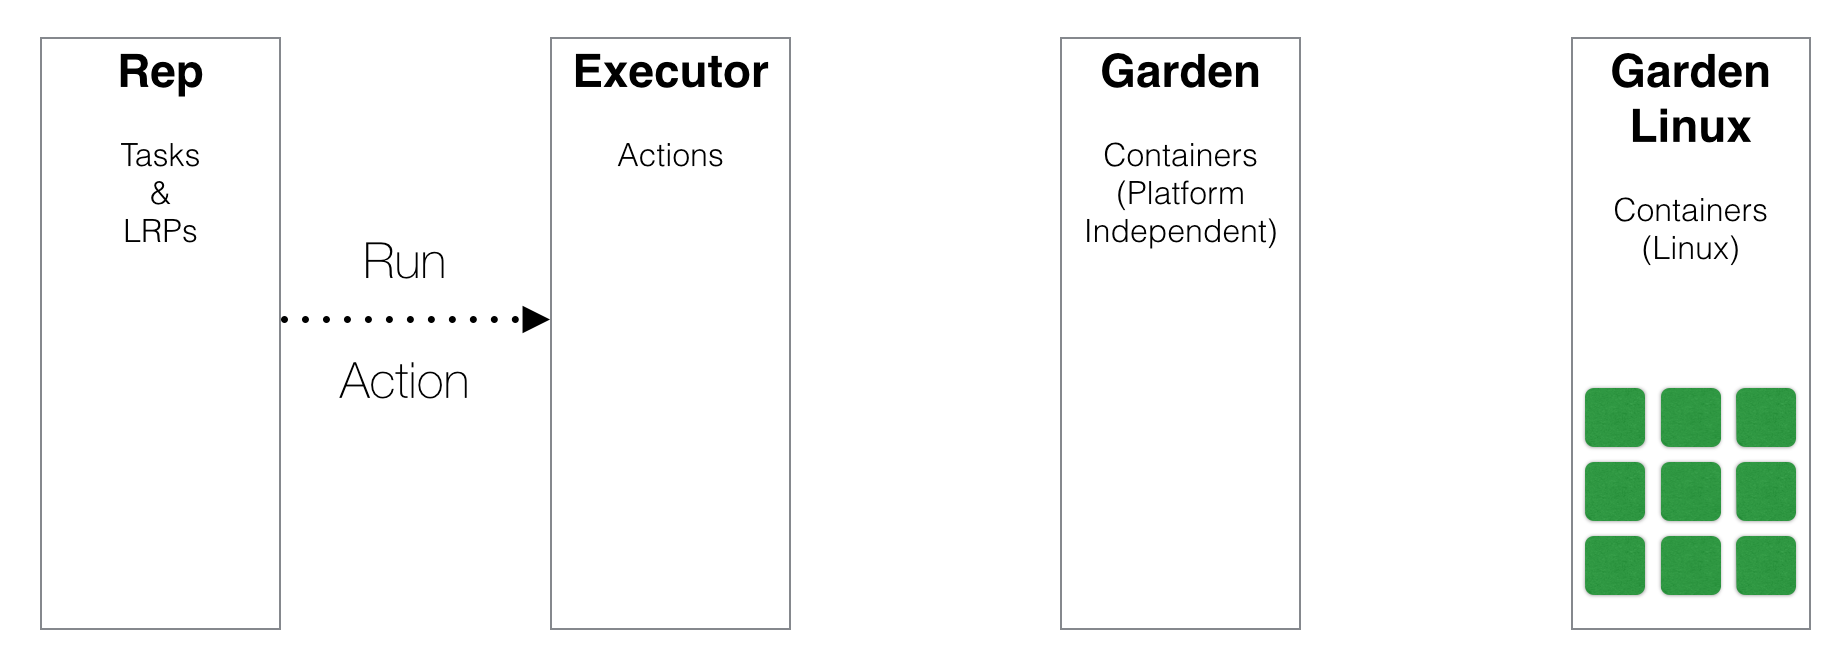 Rep
Tasks
&
LRPs
Run
Action
Executor
Actions
Garden
Containers
(Platform
Independent)
Garden
Linux
Containers
(Linux)